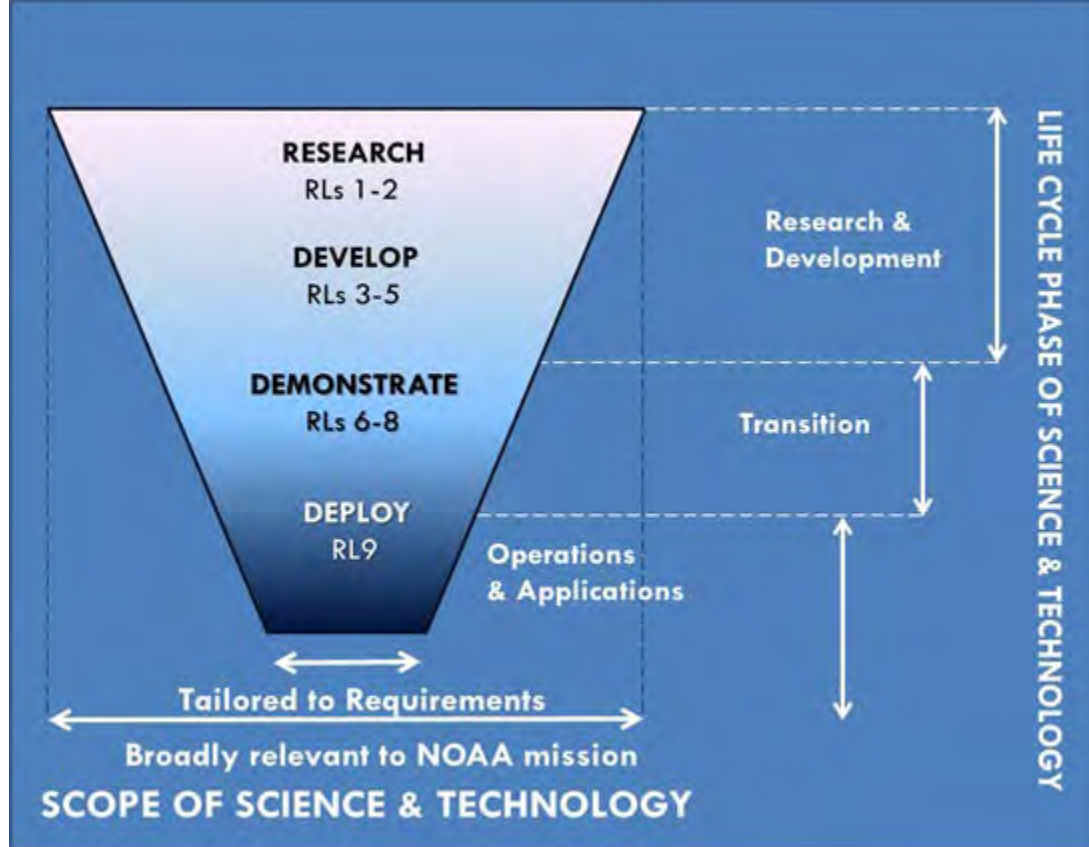 RESEARCH
RLs 1-2
DEVELOP
RLs 3-5
DEMONSTRATE
RLs 6-8
DEPLOY
RL9
Research &
Development
Transition
Operations
& Applications
Tailored to Requirements
Broadly relevant to NOAA mission
SCOPE OF SCIENCE & TECHNOLOGY
LIFE CYCLE PHASE OF SCIENCE & TECHNOLOGY